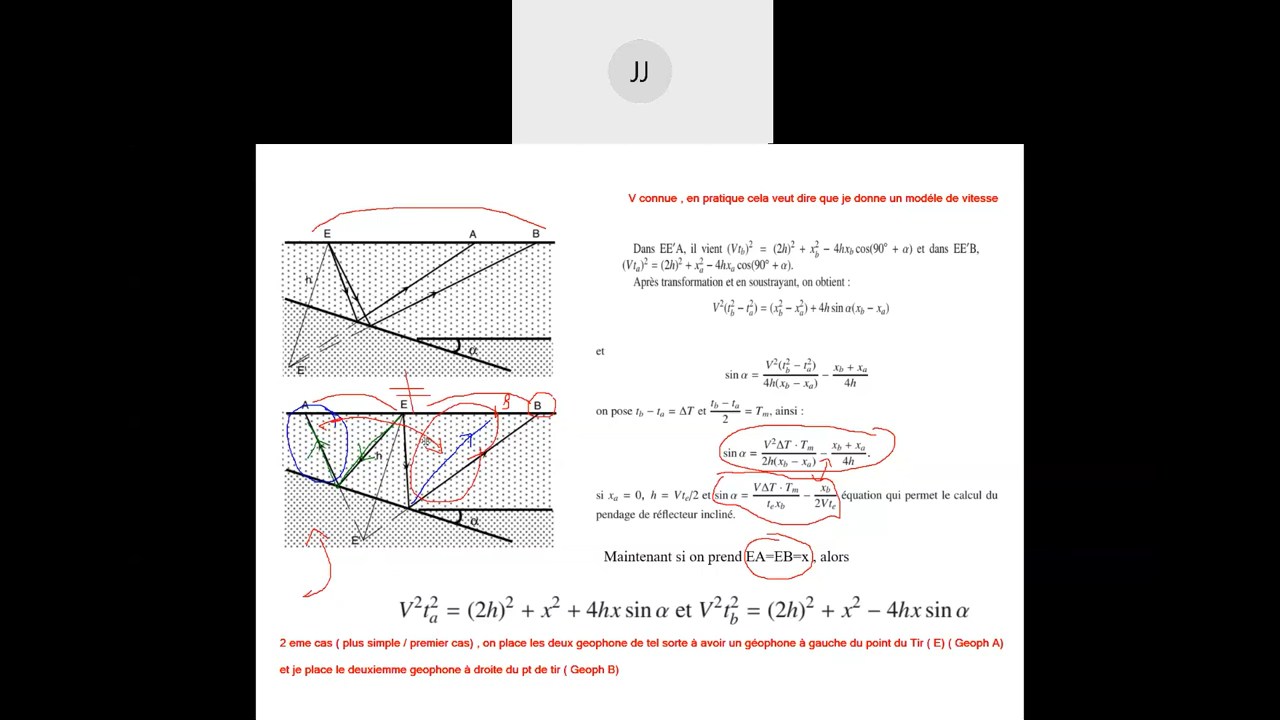 JJ
V connue , en pratique cela veut dire que je donne un modéle de vitesse
E A B
h
α
E'
Dans EE′A, il vient (Vt_b)² = (2h)² + x_b² − 4hx_b cos(90° + α) et dans EE′B,
(Vt_a)² = (2h)² + x_a² − 4hx_a cos(90° + α).
Après transformation et en soustrayant, on obtient :
V²(t_b² − t_a²) = (x_b² − x_a²) + 4h sin α(x_b − x_a)
et
sin α = V²(t_b² − t_a²) / 4h(x_b − x_a) − x_b + x_a / 4h
on pose t_b − t_a = ΔT et t_b − t_a / 2 = T_m, ainsi :
sin α = V²ΔT · T_m / 2h(x_b − x_a) − x_b + x_a / 4h .
si x_a = 0, h = Vt_e/2 et sin α = VΔT · T_m / t_e x_b − x_b / 2Vt_e équation qui permet le calcul du
pendage de réflecteur incliné.
A E B B
h
α
E'
Maintenant si on prend EA=EB=x , alors
V²t_a² = (2h)² + x² + 4hx sin α et V²t_b² = (2h)² + x² − 4hx sin α
2 eme cas ( plus simple / premier cas) , on place les deux geophone de tel sorte à avoir un géophone à gauche du point du Tir ( E) ( Geoph A)
et je place le deuxiemme geophone à droite du pt de tir ( Geoph B)